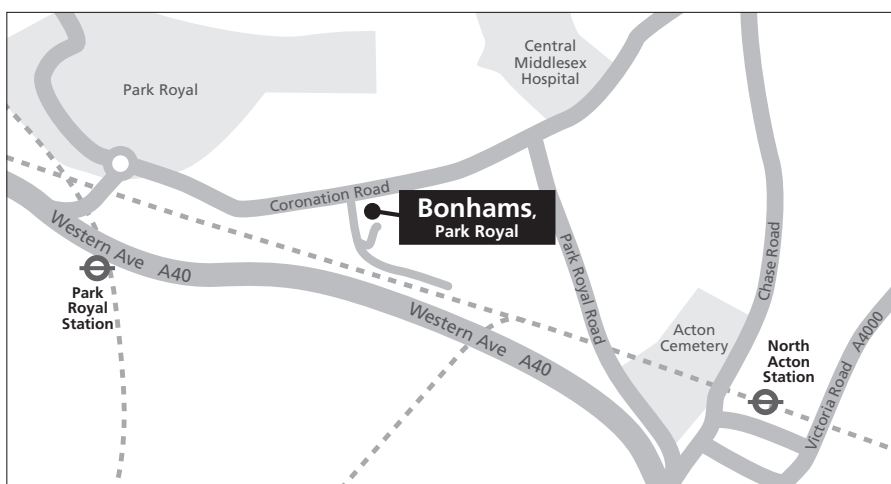 Central
Middlesex
Hospital
Park Royal
Coronation Road
Bonhams,
Park Royal
Western Ave A40
Park
Royal
Station
Park Royal Road
Chase Road
Western Ave A40
Acton
Cemetery
North
Acton
Station
Victoria Road A4000